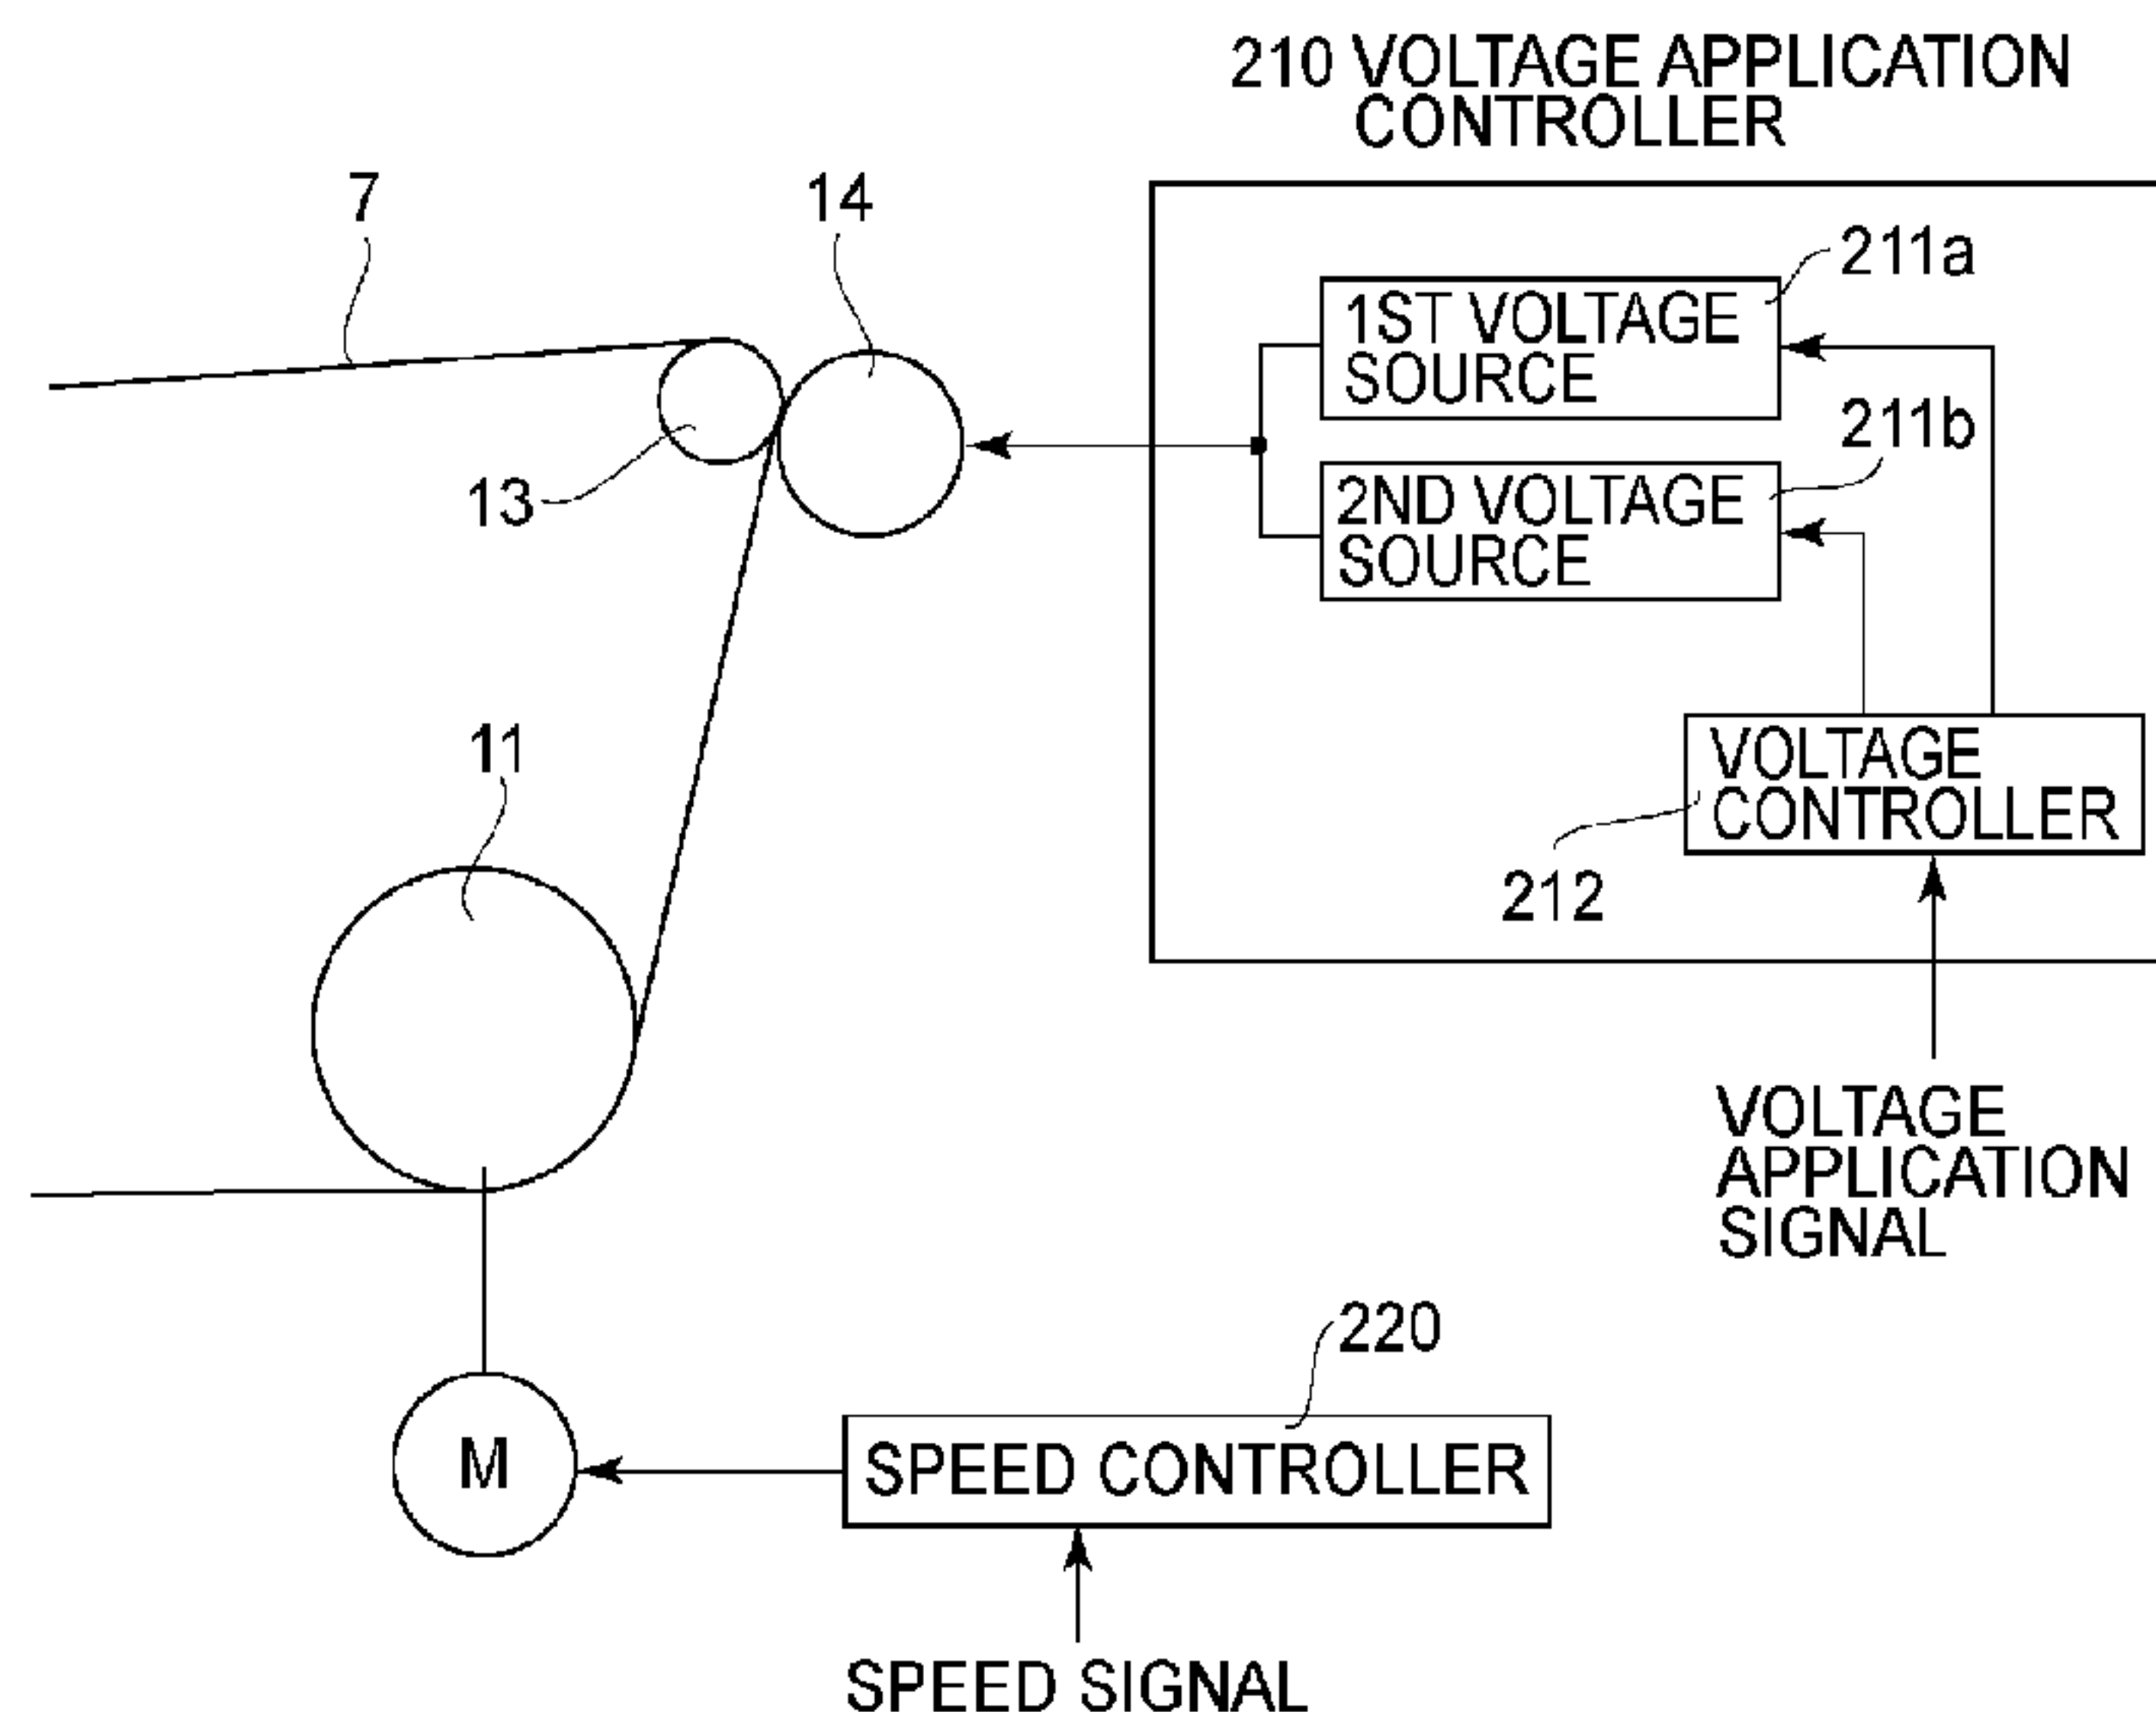 210 VOLTAGE APPLICATION
CONTROLLER
7
14
211a
1ST VOLTAGE
SOURCE
211b
13
2ND VOLTAGE
SOURCE
11
VOLTAGE
CONTROLLER
212
VOLTAGE
APPLICATION
SIGNAL
220
M
SPEED CONTROLLER
SPEED SIGNAL